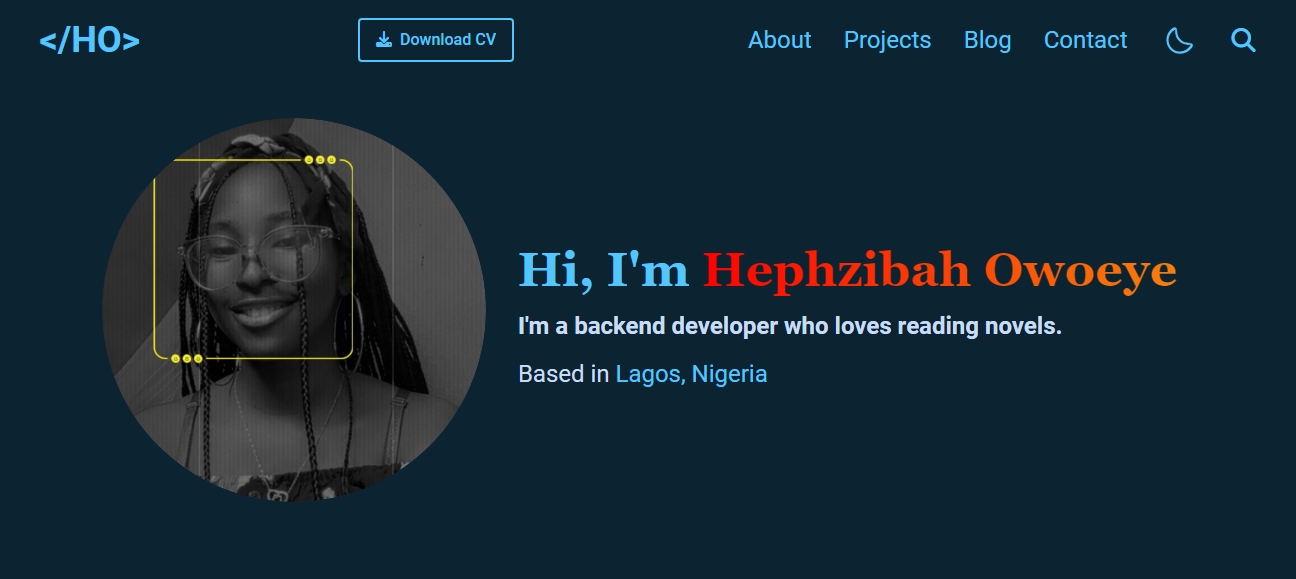 </HO>
Download CV
About Projects Blog Contact
Hi, I'm Hephzibah Owoeye
I'm a backend developer who loves reading novels.
Based in Lagos, Nigeria